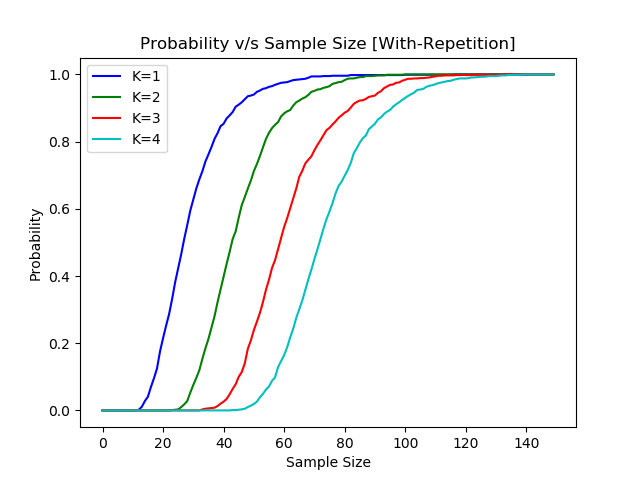 Probability v/s Sample Size [With-Repetition]
K=1
K=2
K=3
K=4
1.0
0.8
0.6
0.4
0.2
0.0
Probability
0 20 40 60 80 100 120 140
Sample Size